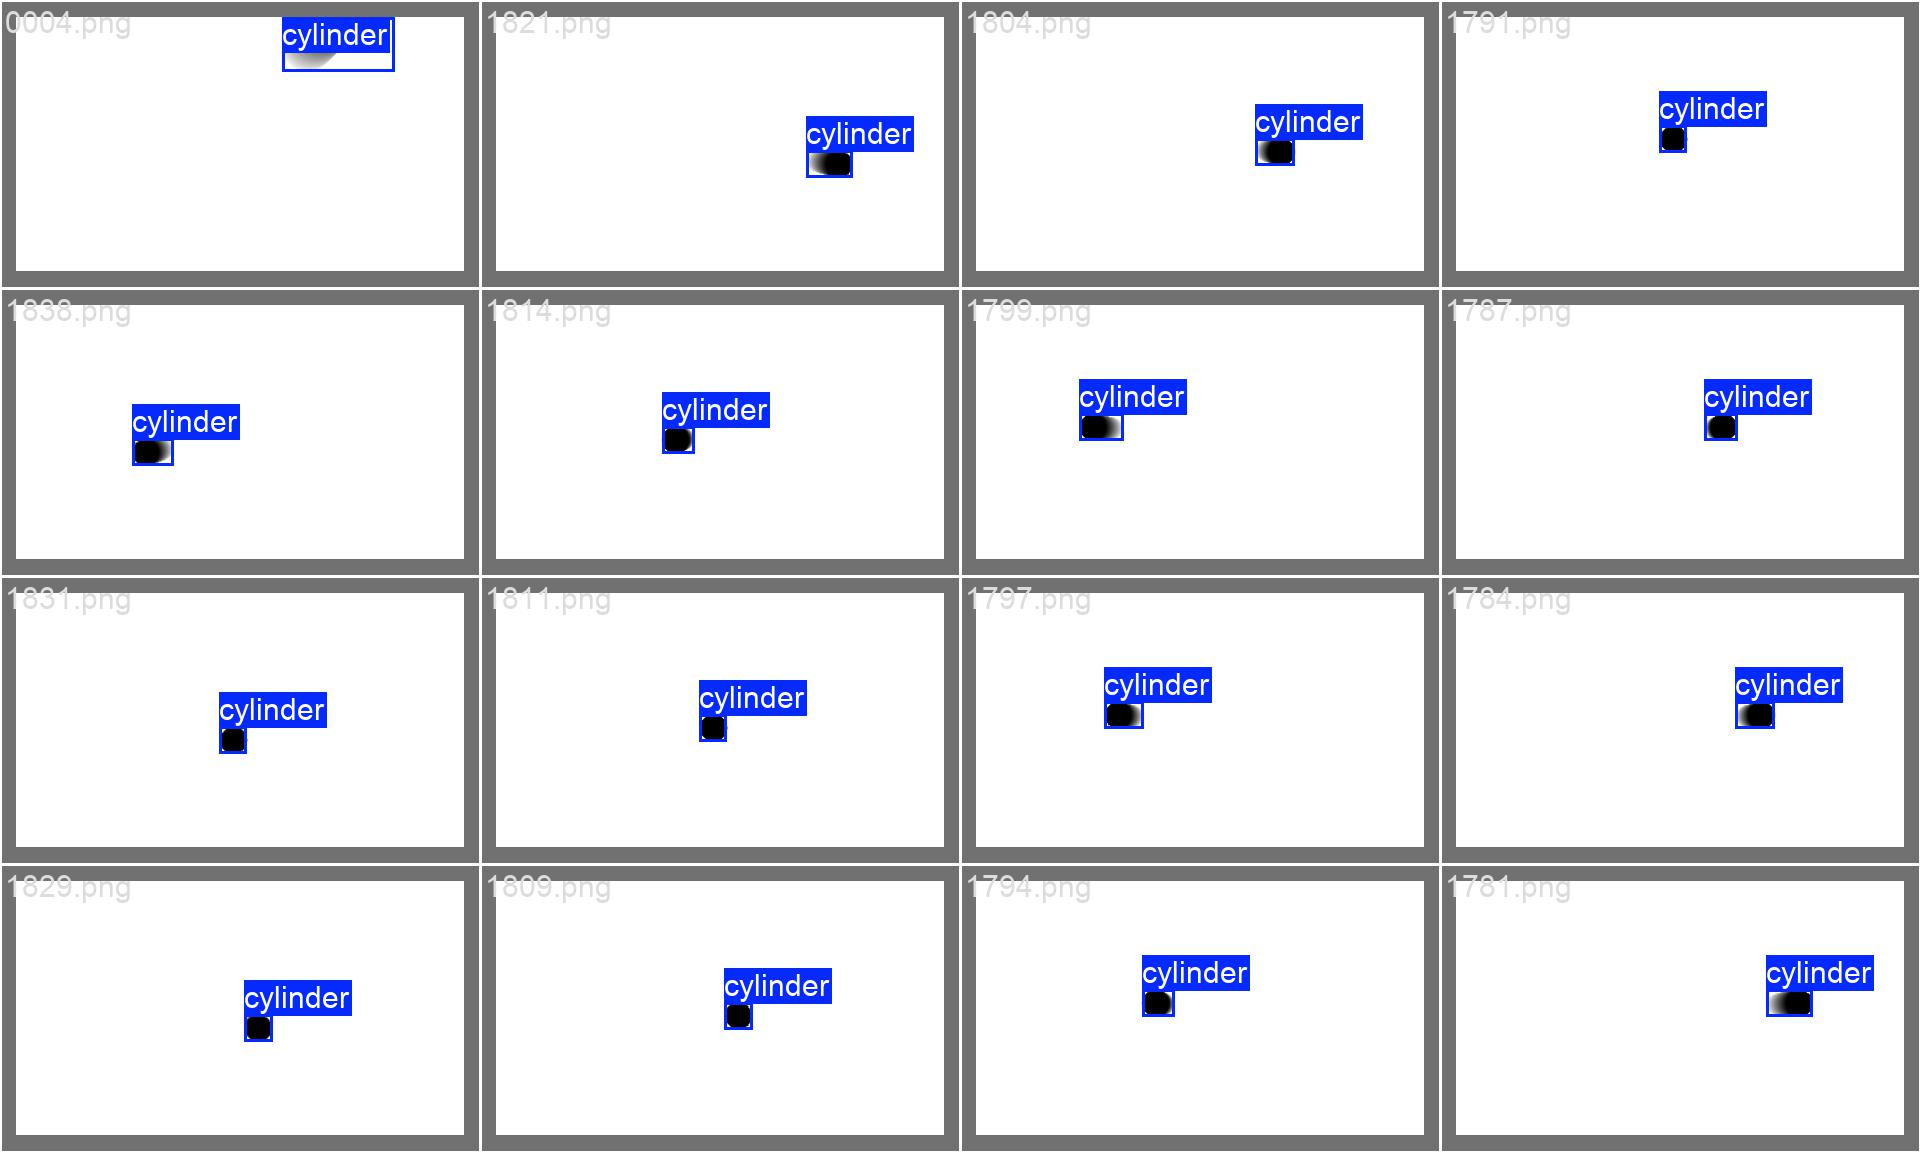 0004.png
cylinder
1821.png
cylinder
1804.png
cylinder
1791.png
cylinder
1838.png
cylinder
1814.png
cylinder
1799.png
cylinder
1787.png
cylinder
1831.png
cylinder
1811.png
cylinder
1797.png
cylinder
1784.png
cylinder
1829.png
cylinder
1809.png
cylinder
1794.png
cylinder
1781.png
cylinder